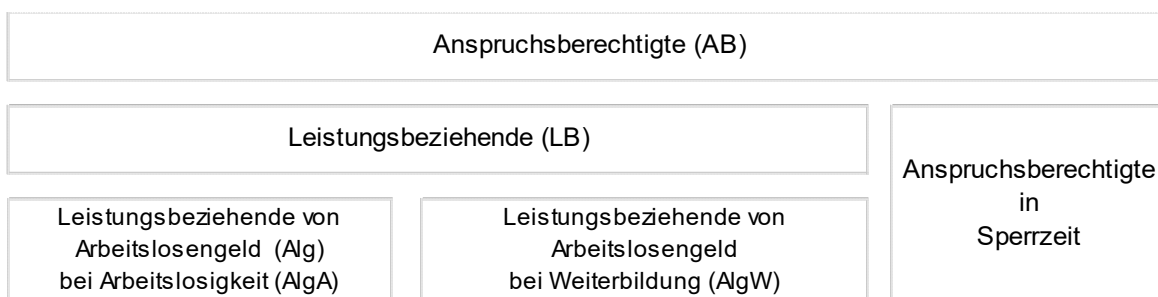 Anspruchsberechtigte (AB)
Leistungsbeziehende (LB)
Anspruchsberechtigte
in
Sperrzeit
Leistungsbeziehende von
Arbeitslosengeld (Alg)
bei Arbeitslosigkeit (AlgA)
Leistungsbeziehende von
Arbeitslosengeld
bei Weiterbildung (AlgW)